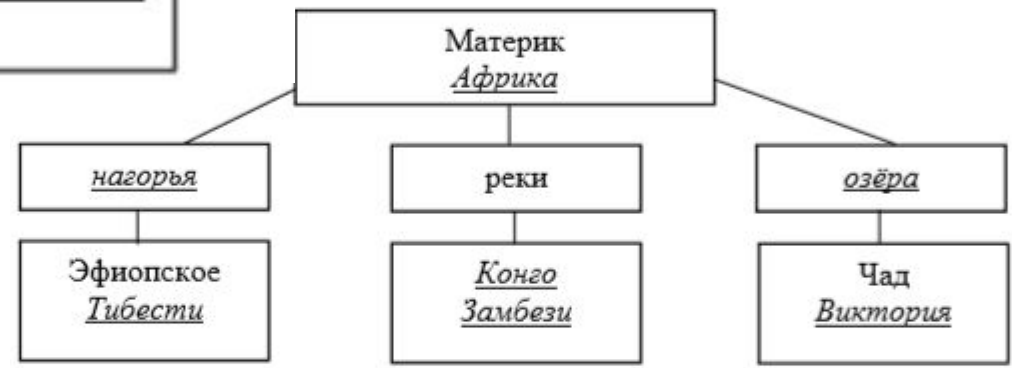 Материк
Африка
нагорья
реки
озёра
Эфиопское
Тибести
Конго
Замбези
Чад
Виктория